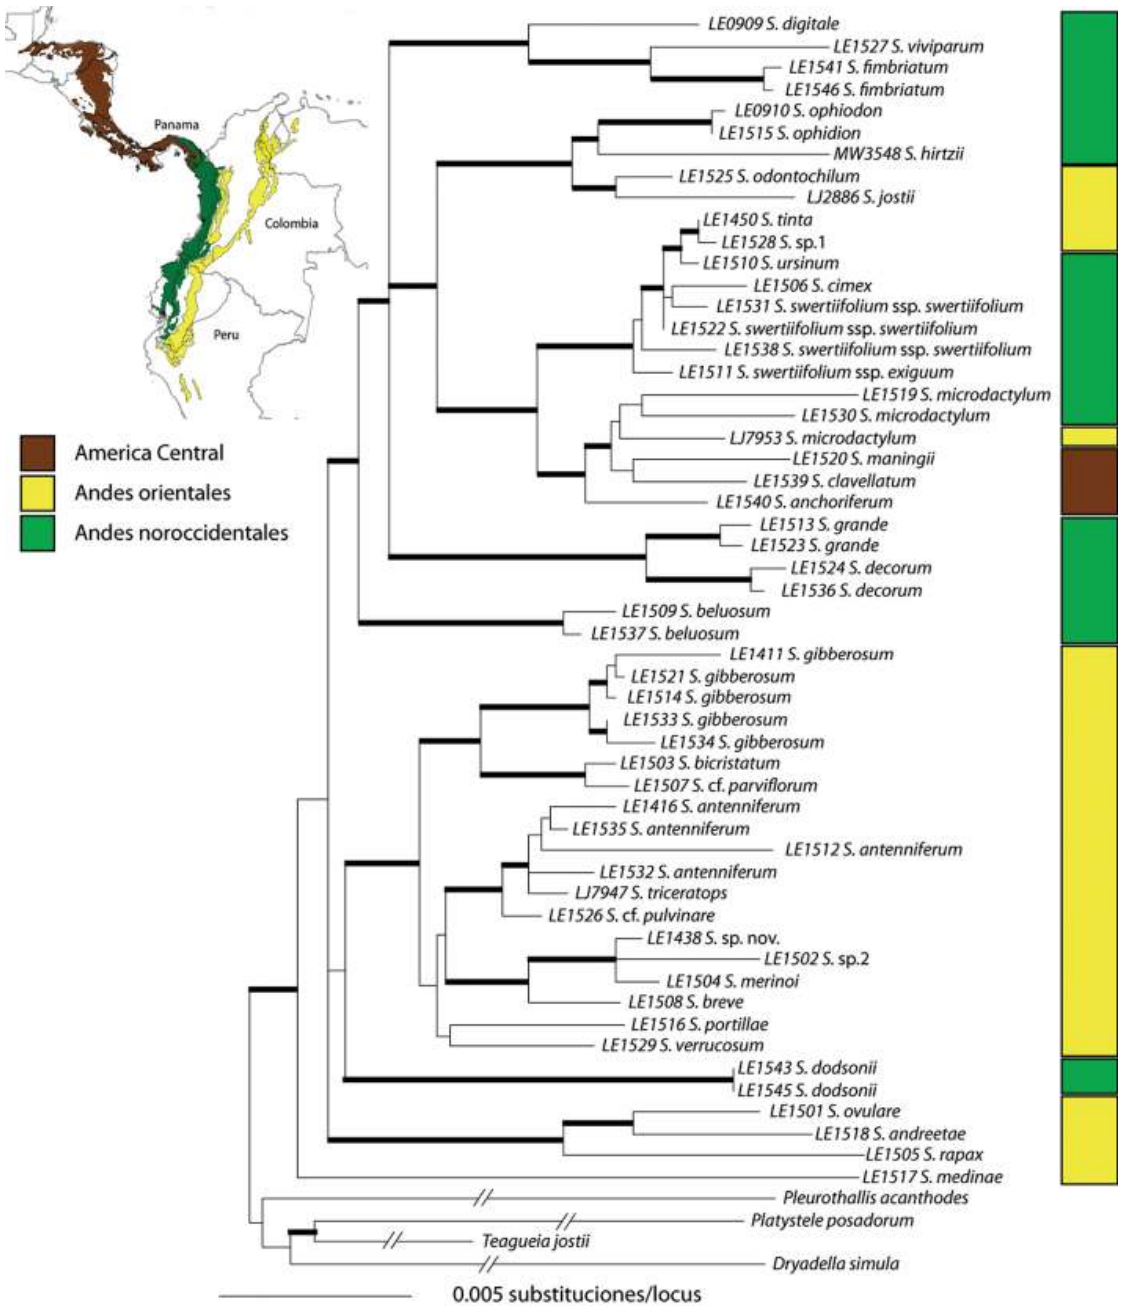 Panama
Colombia
Peru
America Central
Andes orientales
Andes noroccidentales
LE0909 S. digitale
LE1527 S. viviparum
LE1541 S. fimbriatum
LE1546 S. fimbriatum
LE0910 S. ophiodon
LE1515 S. ophidion
MW3548 S. hirtzii
LE1525 S. odontochilum
LJ2886 S. jostii
LE1450 S. tinta
LE1528 S. sp.1
LE1510 S. ursinum
LE1506 S. cimex
LE1531 S. swertiifolium ssp. swertiifolium
LE1522 S. swertiifolium ssp. swertiifolium
LE1538 S. swertiifolium ssp. swertiifolium
LE1511 S. swertiifolium ssp. exiguum
LE1519 S. microdactylum
LE1530 S. microdactylum
LJ7953 S. microdactylum
LE1520 S. maningii
LE1539 S. clavellatum
LE1540 S. anchoriferum
LE1513 S. grande
LE1523 S. grande
LE1524 S. decorum
LE1536 S. decorum
LE1509 S. beluosum
LE1537 S. beluosum
LE1411 S. gibberosum
LE1521 S. gibberosum
LE1514 S. gibberosum
LE1533 S. gibberosum
LE1534 S. gibberosum
LE1503 S. bicristatum
LE1507 S. cf. parviflorum
LE1416 S. antenniferum
LE1535 S. antenniferum
LE1512 S. antenniferum
LE1532 S. antenniferum
LJ7947 S. triceratops
LE1526 S. cf. pulvinare
LE1438 S. sp. nov.
LE1502 S. sp.2
LE1504 S. merinoi
LE1508 S. breve
LE1516 S. portillae
LE1529 S. verrucosum
LE1543 S. dodsonii
LE1545 S. dodsonii
LE1501 S. ovulare
LE1518 S. andreetae
LE1505 S. rapax
LE1517 S. medinae
Pleurothallis acanthodes
Platystele posadorum
Teagueia jostii
Dryadella simula
0.005 substituciones/locus